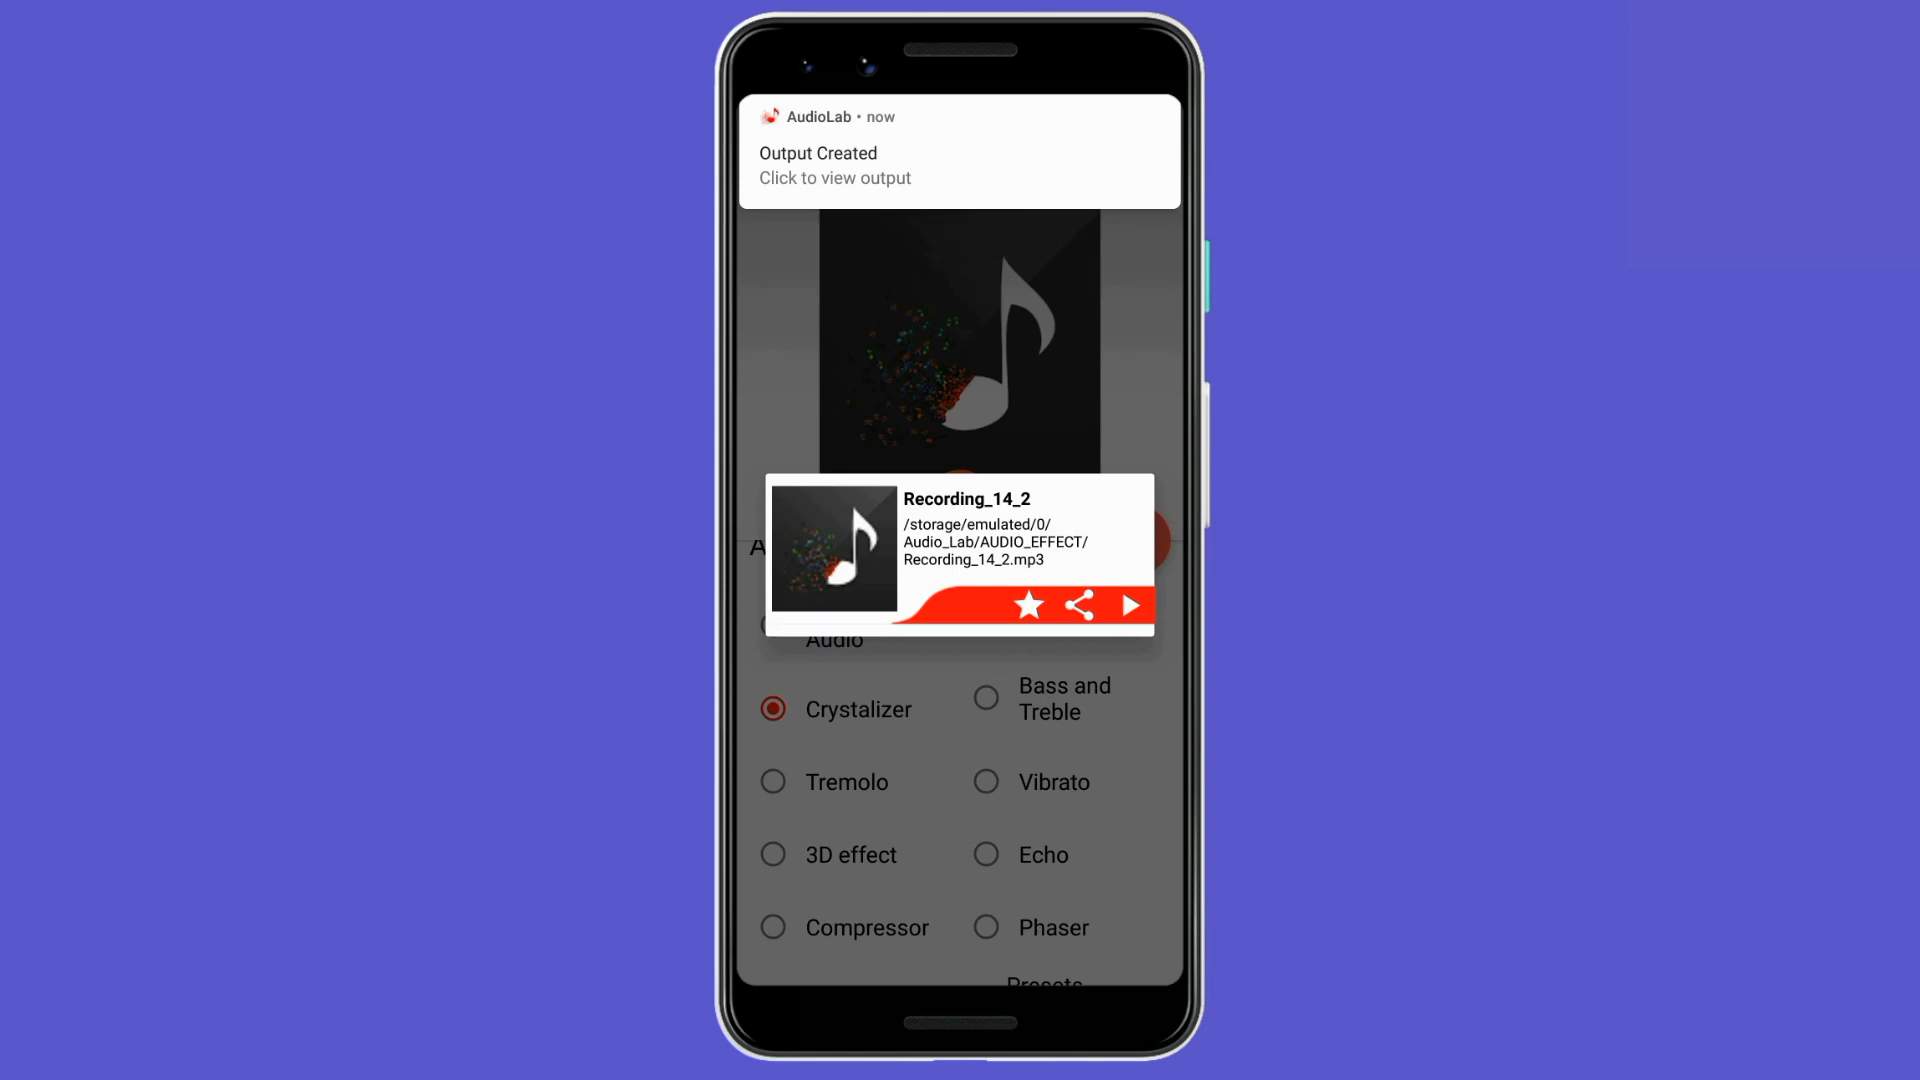 AudioLab • now
Output Created
Click to view output
Recording_14_2
/storage/emulated/0/
Audio_Lab/AUDIO_EFFECT/
Recording_14_2.mp3
A
Audio
Crystalizer
Bass and
Treble
Tremolo
Vibrato
3D effect
Echo
Compressor
Phaser
Presets